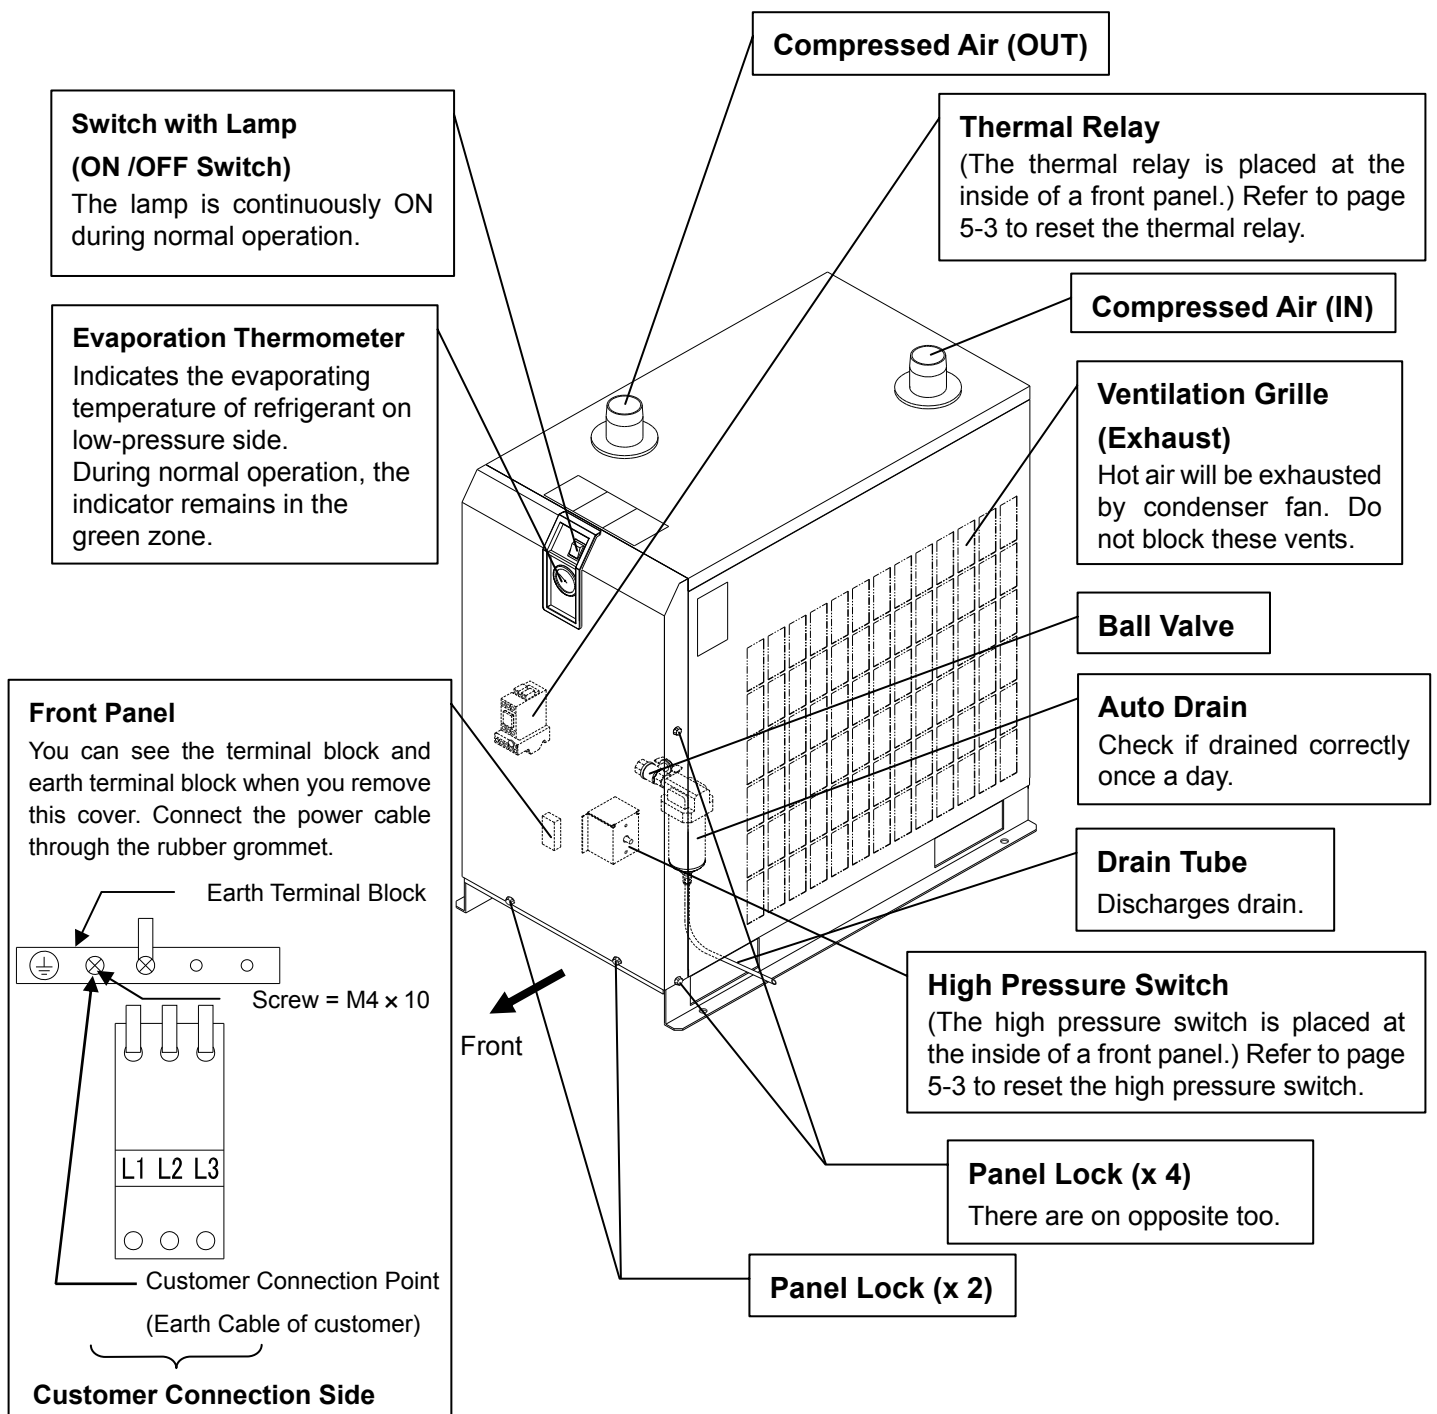 Compressed Air (OUT)
Switch with Lamp
(ON /OFF Switch)
The lamp is continuously ON
during normal operation.
Thermal Relay
(The thermal relay is placed at the
inside of a front panel.) Refer to page
5-3 to reset the thermal relay.
Compressed Air (IN)
Evaporation Thermometer
Indicates the evaporating
temperature of refrigerant on
low-pressure side.
During normal operation, the
indicator remains in the
green zone.
Ventilation Grille
(Exhaust)
Hot air will be exhausted
by condenser fan. Do
not block these vents.
Ball Valve
Auto Drain
Check if drained correctly
once a day.
Drain Tube
Discharges drain.
High Pressure Switch
(The high pressure switch is placed at
the inside of a front panel.) Refer to page
5-3 to reset the high pressure switch.
Panel Lock (x 4)
There are on opposite too.
Panel Lock (x 2)
Front
Front Panel
You can see the terminal block and
earth terminal block when you remove
this cover. Connect the power cable
through the rubber grommet.
Earth Terminal Block
Screw = M4 × 10
L1 L2 L3
Customer Connection Point
(Earth Cable of customer)
Customer Connection Side